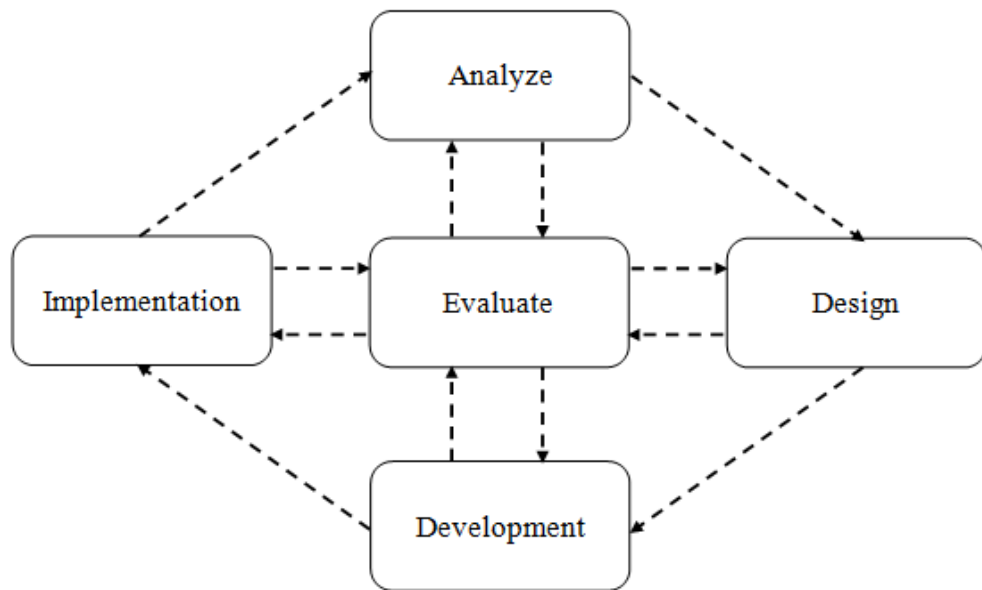 Analyze
Implementation
Evaluate
Design
Development